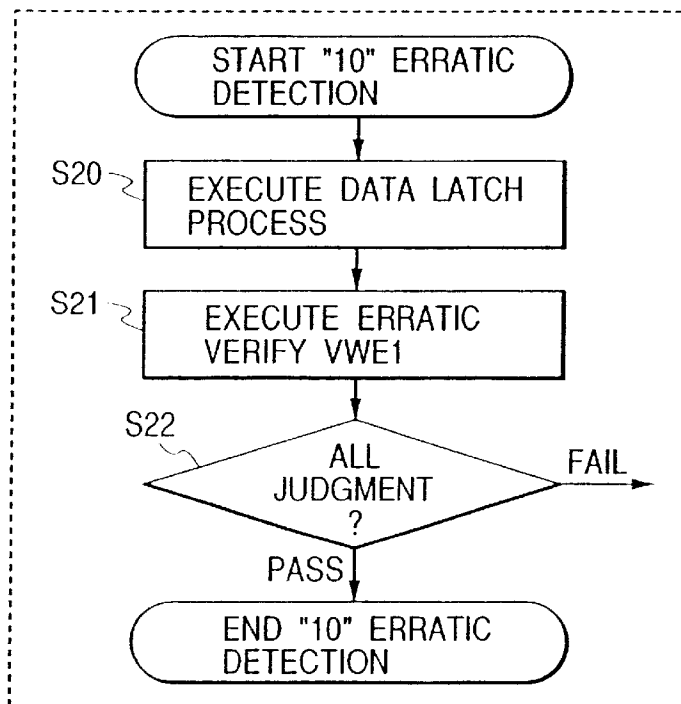 START "10" ERRATIC
DETECTION
S20
EXECUTE DATA LATCH
PROCESS
S21
EXECUTE ERRATIC
VERIFY VWE1
S22
ALL
JUDGMENT
?
FAIL
PASS
END "10" ERRATIC
DETECTION